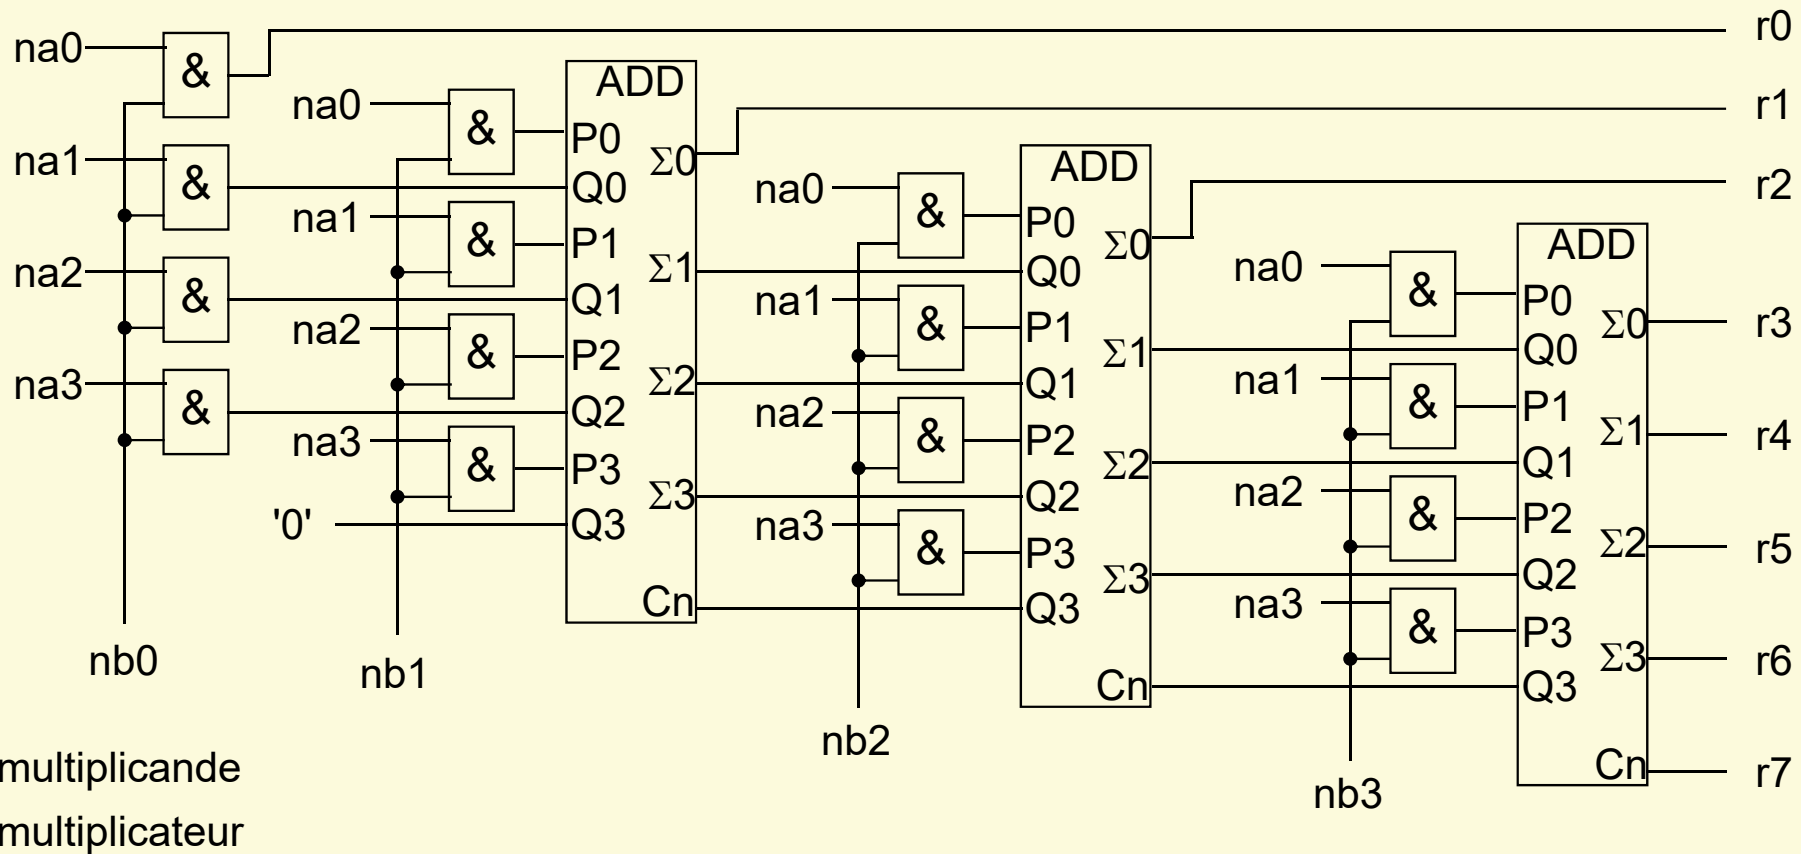 na0
&
na1
&
na2
&
na3
&
nb0
na0
&
na1
&
na2
&
na3
&
'0'
nb1
ADD
P0
Σ0
Q0
P1
Σ1
Q1
P2
Σ2
Q2
P3
Σ3
Q3
Cn
na0
&
na1
&
na2
&
na3
&
nb2
ADD
P0
Σ0
Q0
P1
Σ1
Q1
P2
Σ2
Q2
P3
Σ3
Q3
Cn
na0
&
na1
&
na2
&
na3
&
nb3
ADD
P0
Σ0
Q0
P1
Σ1
Q1
P2
Σ2
Q2
P3
Σ3
Q3
Cn
r0
r1
r2
r3
r4
r5
r6
r7
multiplicande
multiplicateur